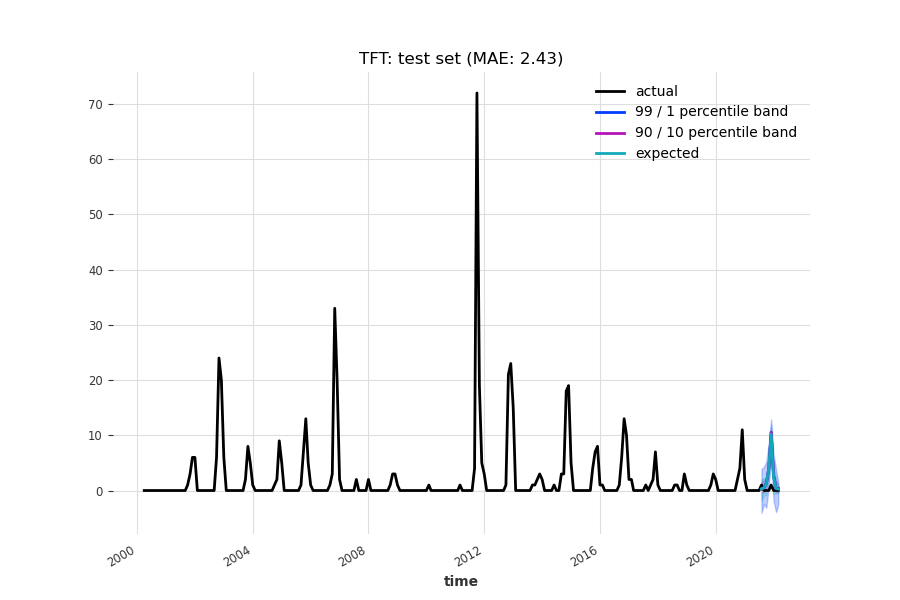 TFT: test set (MAE: 2.43)
actual
99 / 1 percentile band
90 / 10 percentile band
expected
70
60
50
40
30
20
10
0
2000
2004
2008
2012
2016
2020
time